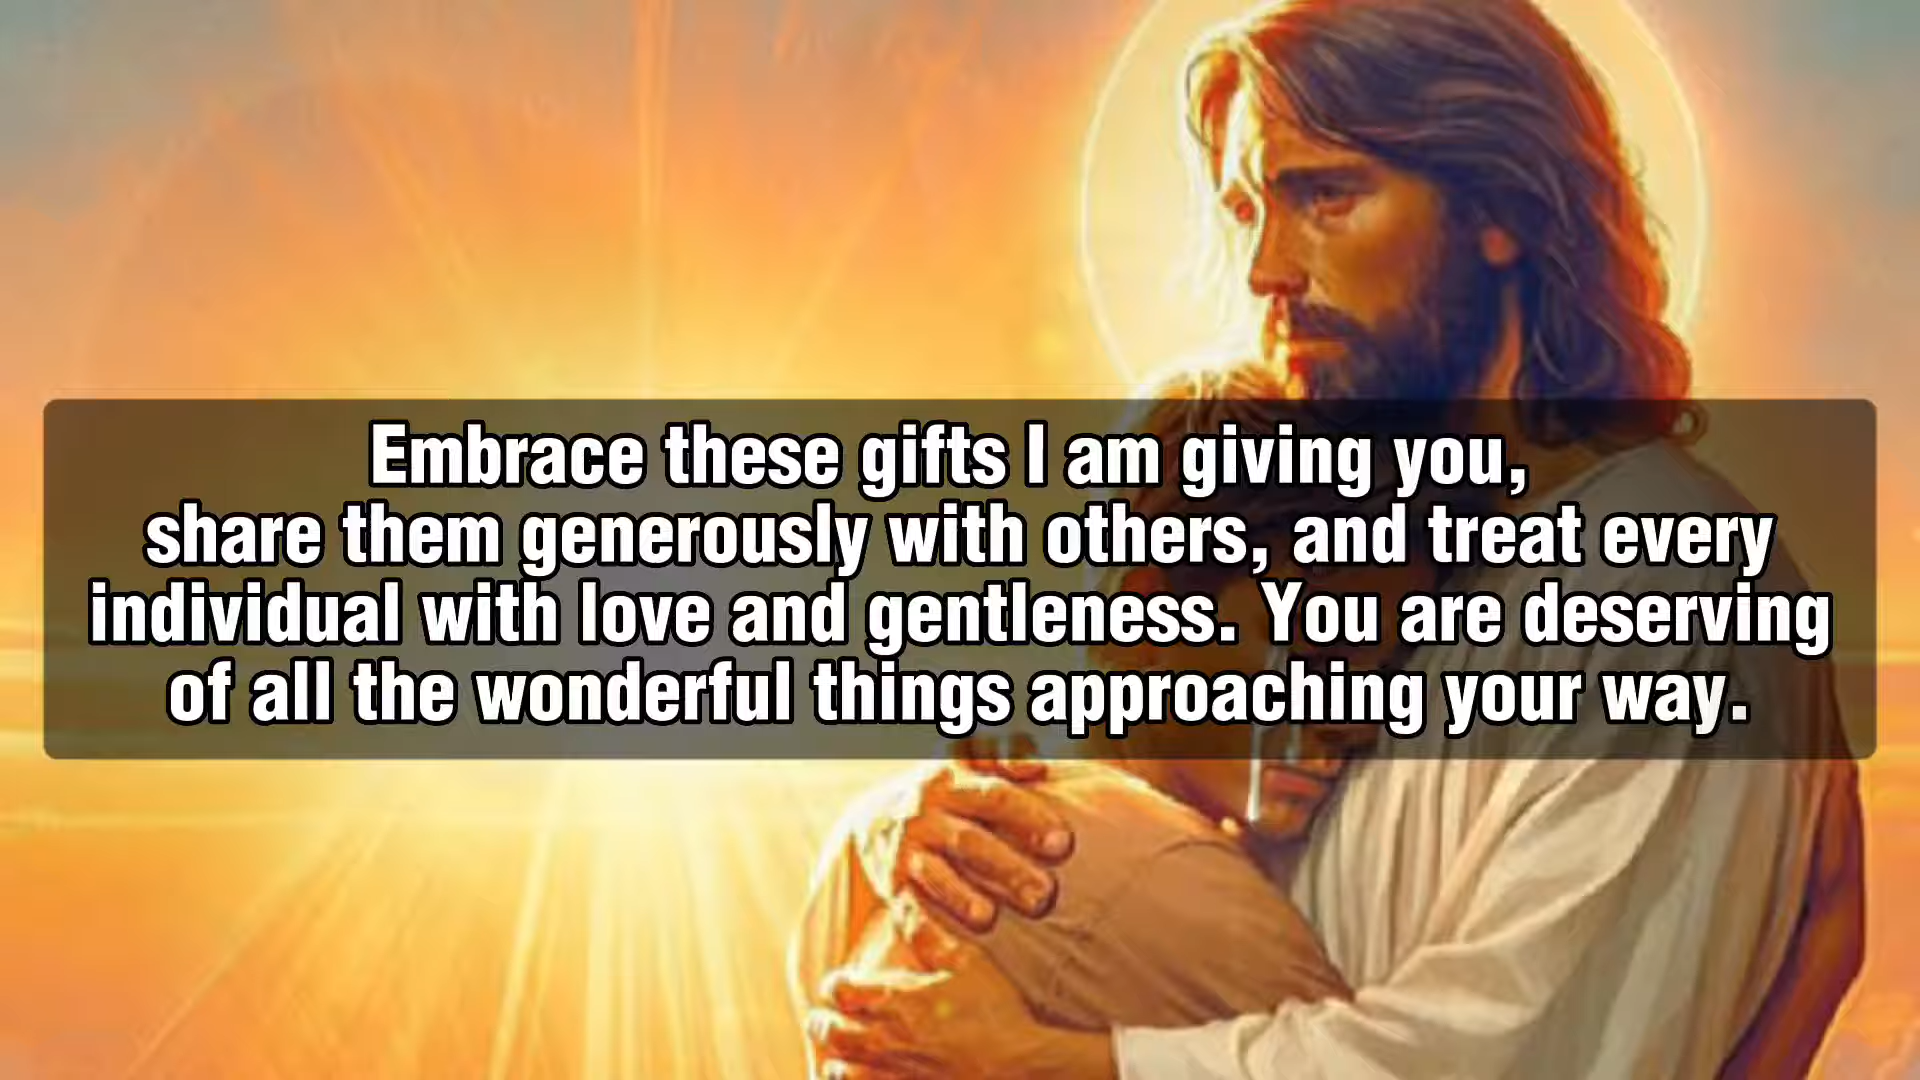 Embrace these gifts I am giving you,
share them generously with others, and treat every
individual with love and gentleness. You are deserving
of all the wonderful things approaching your way.